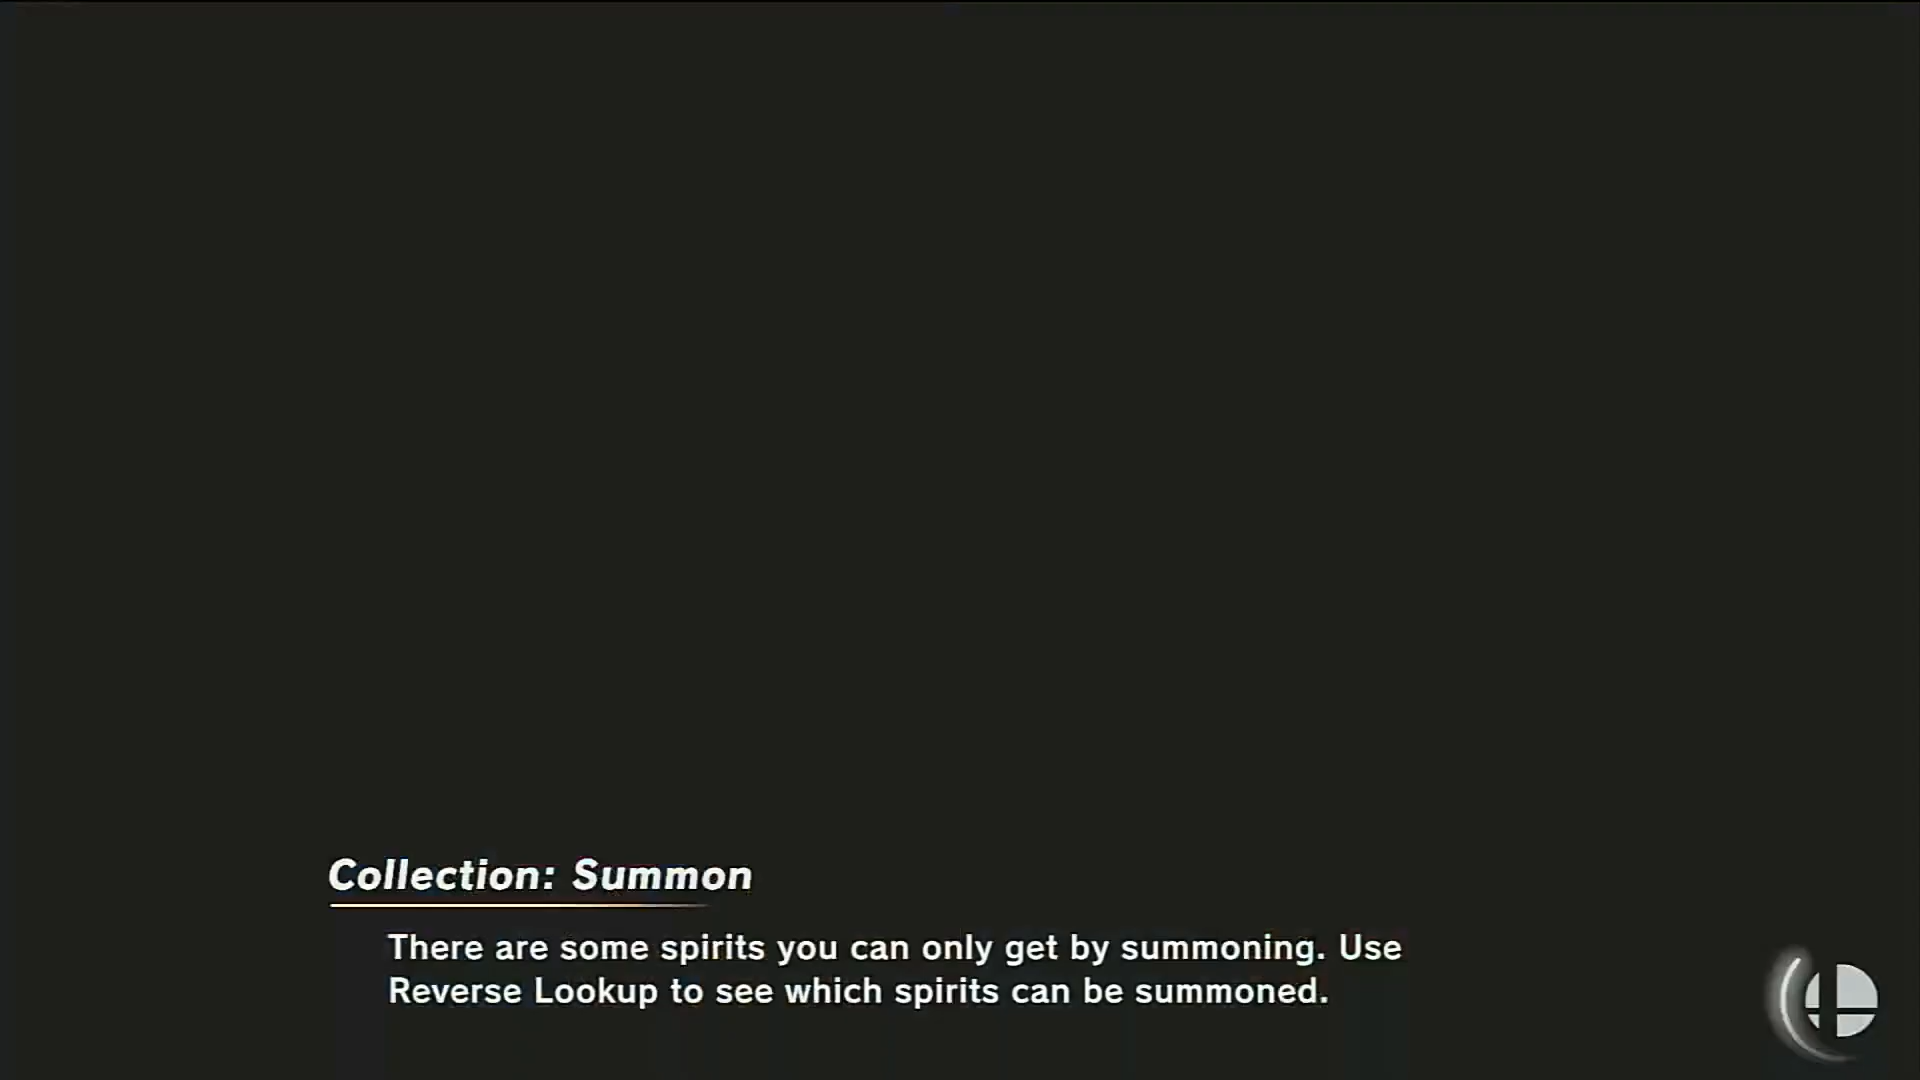 Collection: Summon
There are some spirits you can only get by summoning. Use
Reverse Lookup to see which spirits can be summoned.